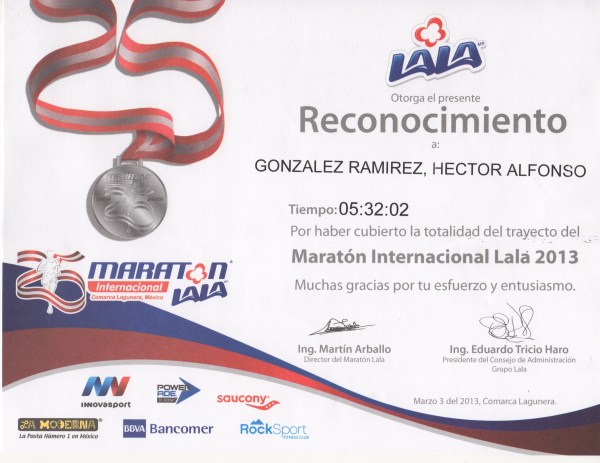 LALA
Otorga el presente
Reconocimiento
a:
GONZALEZ RAMIREZ, HECTOR ALFONSO
Tiempo: 05:32:02
Por haber cubierto la totalidad del trayecto del
Maratón Internacional Lala 2013
Muchas gracias por tu esfuerzo y entusiasmo.
MARATON
Internacional
LALA
Comarca Lagunera, México
Ing. Martín Arballo
Director del Maratón Lala
Ing. Eduardo Tricio Haro
Presidente del Consejo de Administración
Grupo Lala
Marzo 3 del 2013, Comarca Lagunera.
INNOVASPORT
POWERADE
saucony
LA MODERNA
La Pasta Número 1 en México
BBVA Bancomer
RockSport
FITNESS CLUB